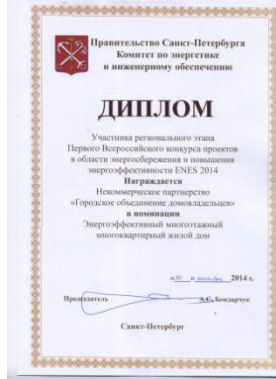 Правительство Санкт-Петербурга
Комитет по энергетике
и инженерному обеспечению
ДИПЛОМ
Участника регионального этапа
Первого Всероссийского конкурса проектов
в области энергосбережения и повышения
энергоэффективности ENES 2014
Награждается
Некоммерческое партнерство
«Городское объединение домовладельцев»
в номинации
Энергоэффективный многоэтажный
многоквартирный жилой дом
2014 г.
Председатель А.С. Бондарчук
Санкт-Петербург